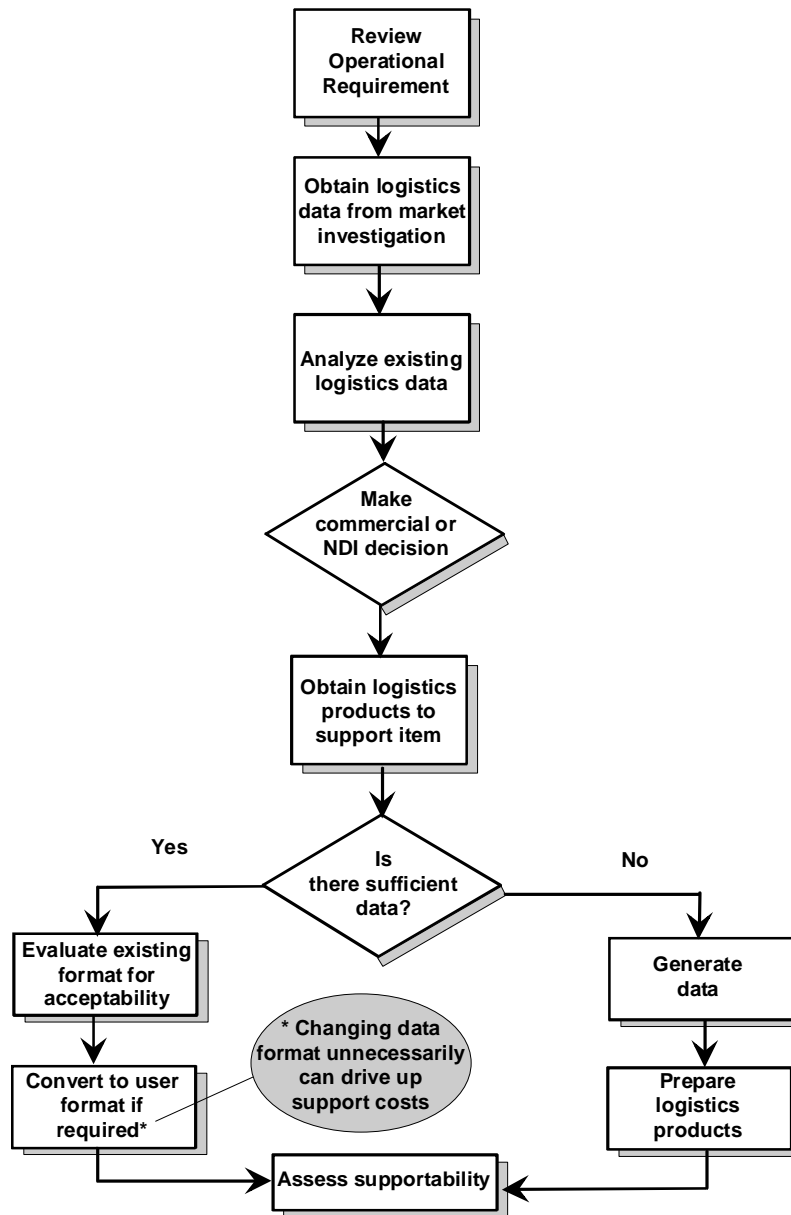 Review
Operational
Requirement
Obtain logistics
data from market
investigation
Analyze existing
logistics data
Make
commercial or
NDI decision
Obtain logistics
products to
support item
Yes
Is
there sufficient
data?
No
Evaluate existing
format for
acceptability
Generate
data
* Changing data
format unnecessarily
can drive up
support costs
Convert to user
format if
required*
Prepare
logistics
products
Assess supportability